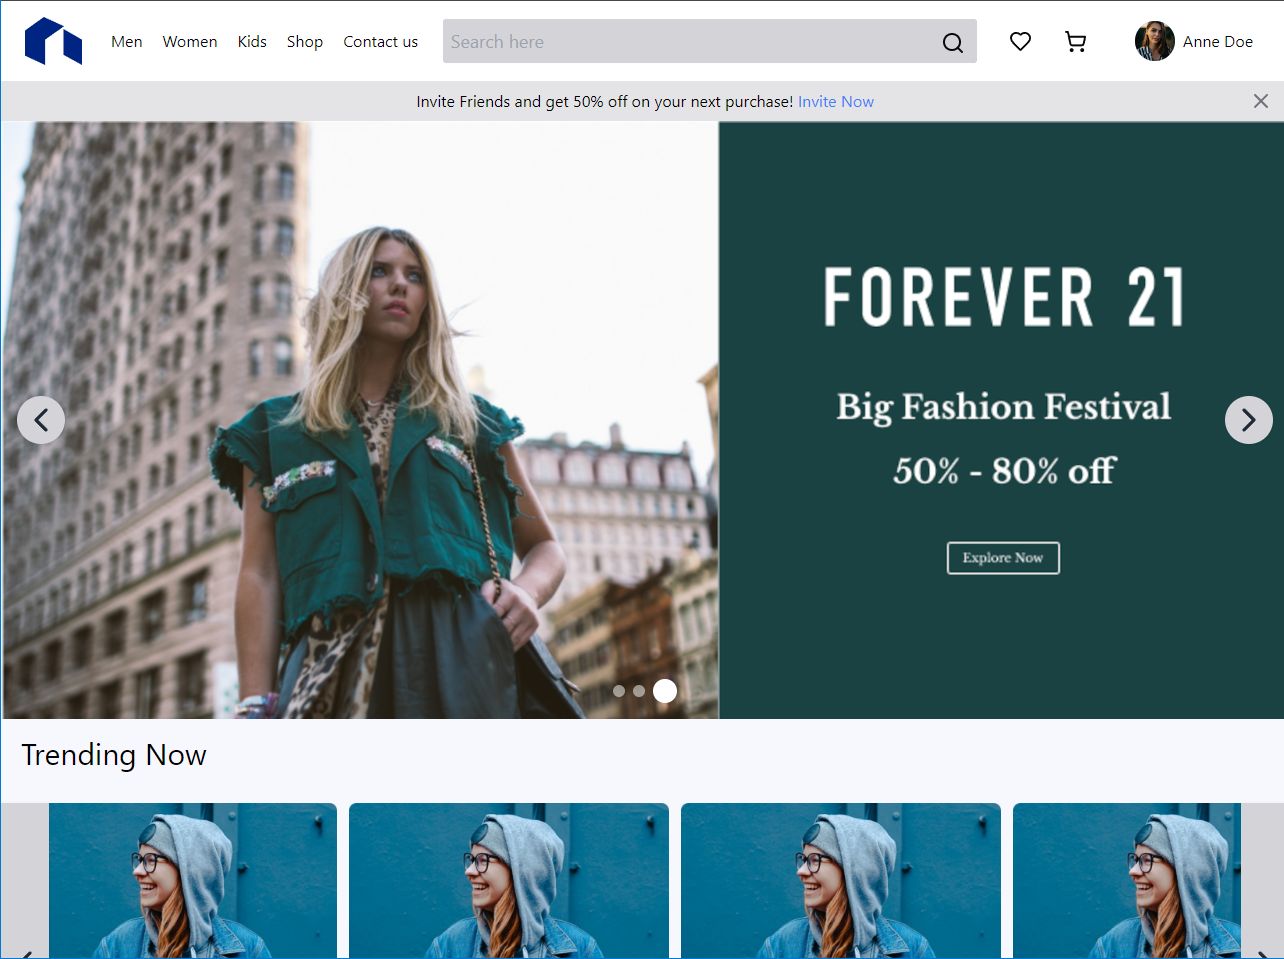 Men Women Kids Shop Contact us Search here Anne Doe
Invite Friends and get 50% off on your next purchase! Invite Now
FOREVER 21
Big Fashion Festival
50% - 80% off
Explore Now
Trending Now